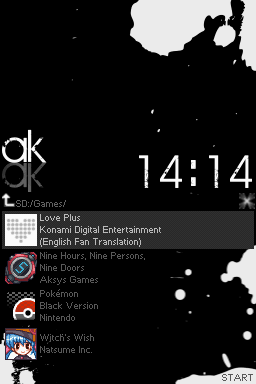 ak
14:14
SD:/Games/
Love Plus
Konami Digital Entertainment
(English Fan Translation)
Nine Hours, Nine Persons,
Nine Doors
Aksys Games
Pokémon
Black Version
Nintendo
Witch's Wish
Natsume Inc.
START